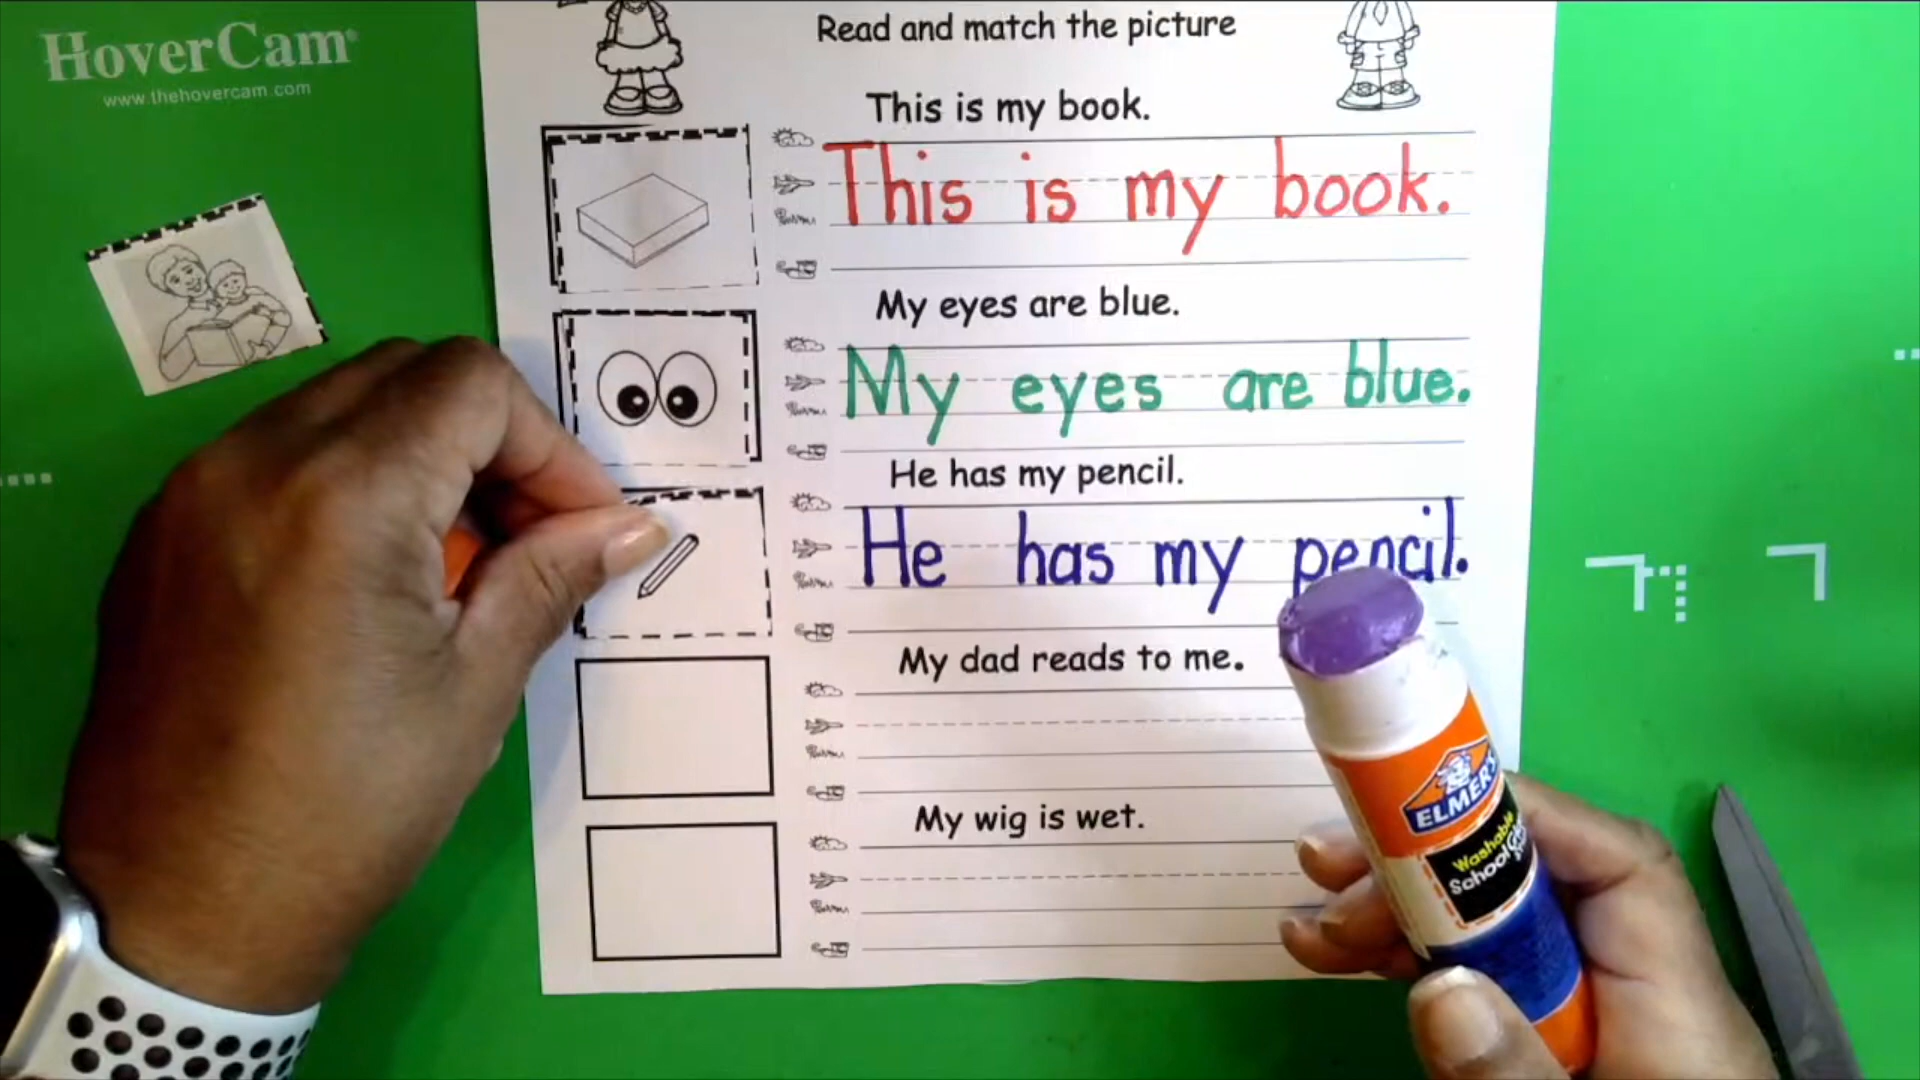 HoverCam
www.thehovercam.com
Read and match the picture
This is my book.
This is my book.
My eyes are blue.
My eyes are blue.
He has my pencil.
He has my pencil.
My dad reads to me.
My wig is wet.
ELMER'S
Washable
School